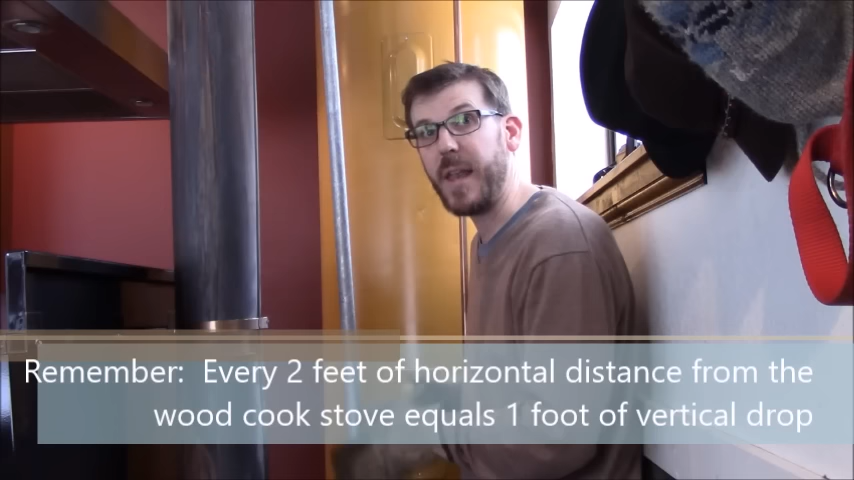 Remember:  Every 2 feet of horizontal distance from the
wood cook stove equals 1 foot of vertical drop